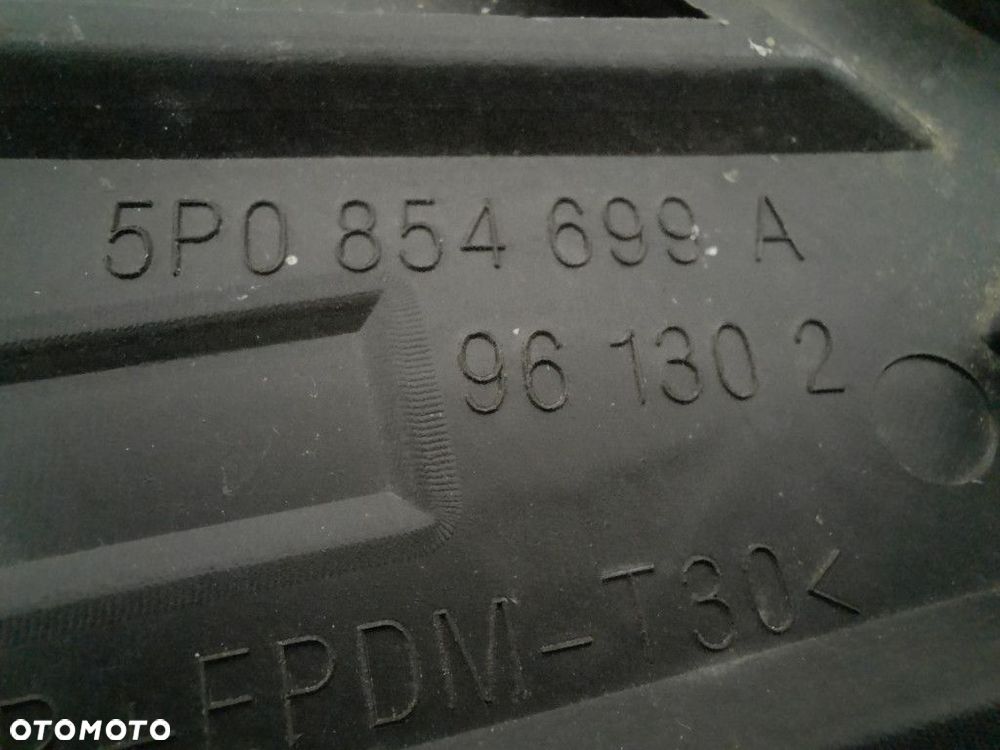 5P0 854 699 A
96 130 2
P+EPDM-T30<
OTOMOTO